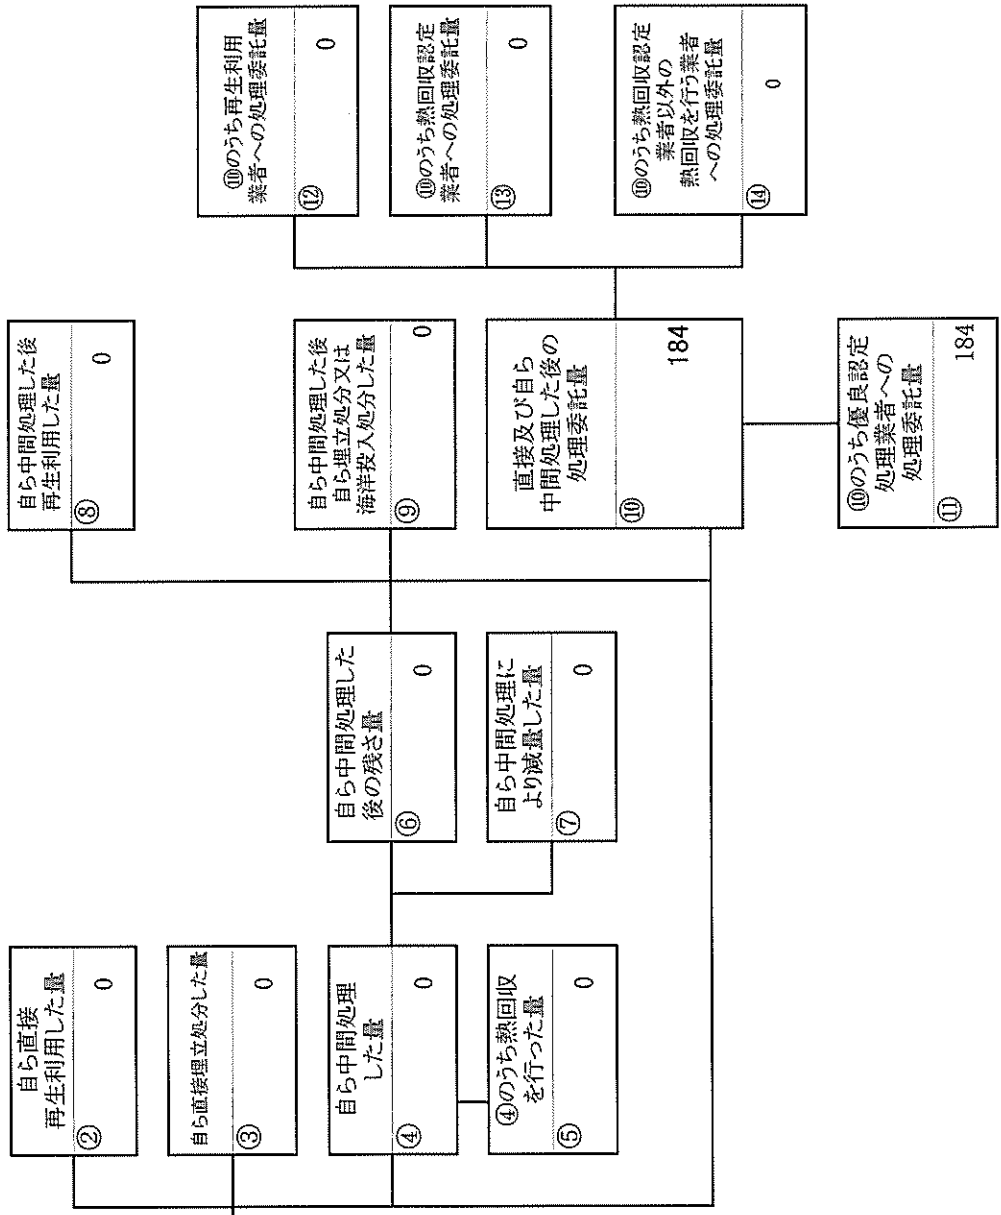 自ら直接
再生利用した量
② 0
自ら直接埋立処分した量
③ 0
自ら中間処理
した量
④ 0
④のうち熱回収
を行った量
⑤ 0
自ら中間処理した
後の残さ量
⑥ 0
自ら中間処理に
より減量した量
⑦ 0
自ら中間処理した後
再生利用した量
⑧ 0
自ら中間処理した後
自ら埋立処分又は
海洋投入処分した量
⑨ 0
直接及び自ら
中間処理した後の
処理委託量
⑩ 184
⑩のうち優良認定
処理業者への
処理委託量
⑪ 184
⑩のうち再生利用
業者への処理委託量
⑫ 0
⑩のうち熱回収認定
業者への処理委託量
⑬ 0
⑩のうち熱回収認定
業者以外の
熱回収を行う業者
への処理委託量
⑭ 0